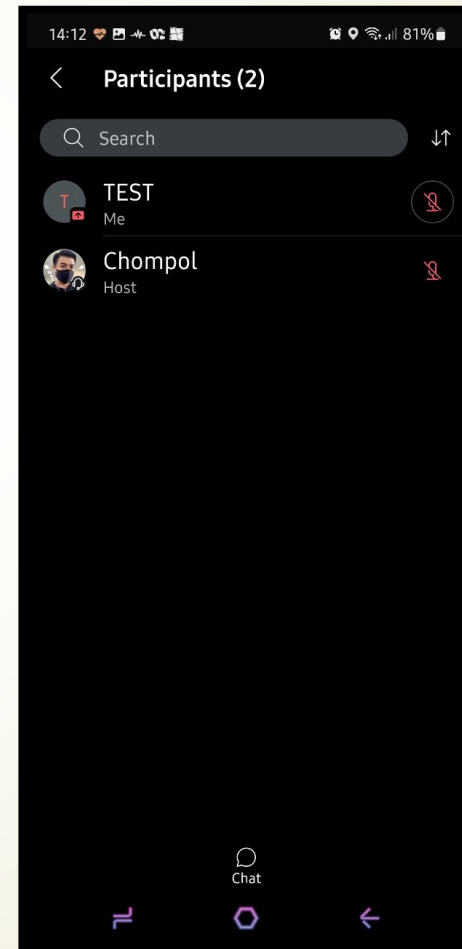 14:12 81%
Participants (2)
Search
T
TEST
Me
Chompol
Host
Chat